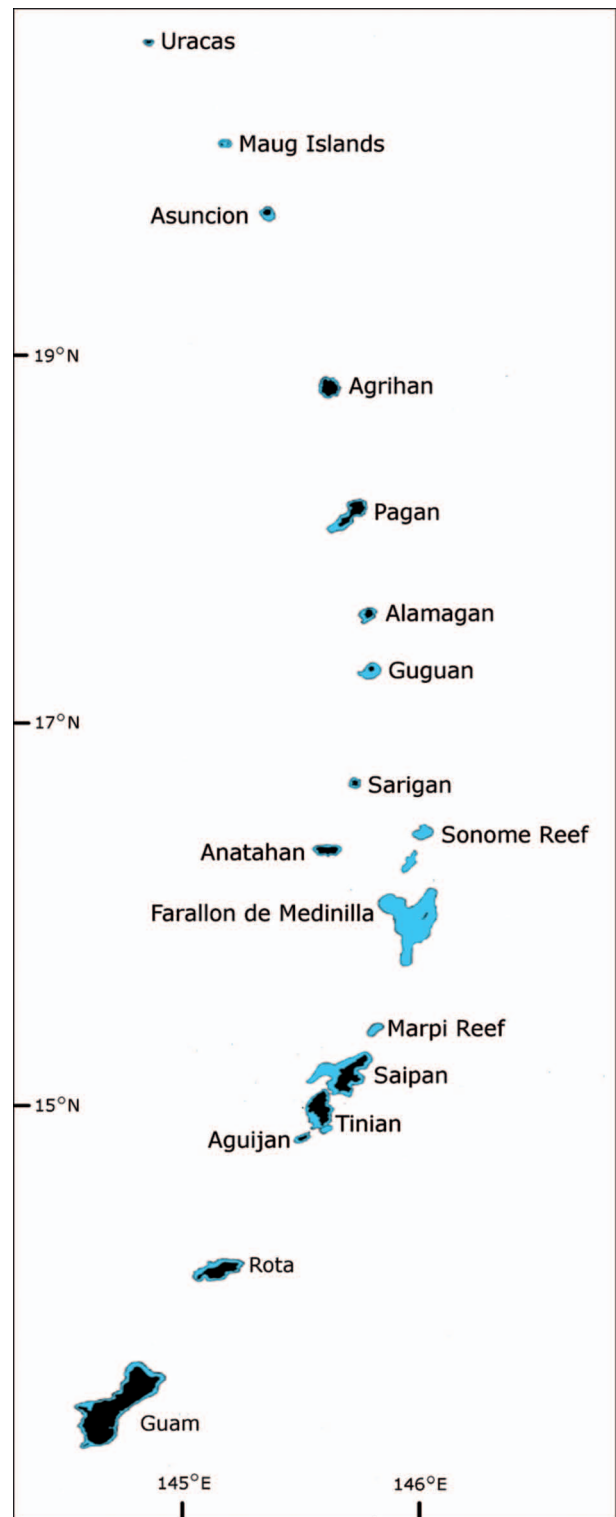 Uracas
Maug Islands
Asuncion
19°N
Agrihan
Pagan
Alamagan
Guguan
17°N
Sarigan
Sonome Reef
Anatahan
Farallon de Medinilla
Marpi Reef
Saipan
15°N
Tinian
Aguijan
Rota
Guam
145°E
146°E